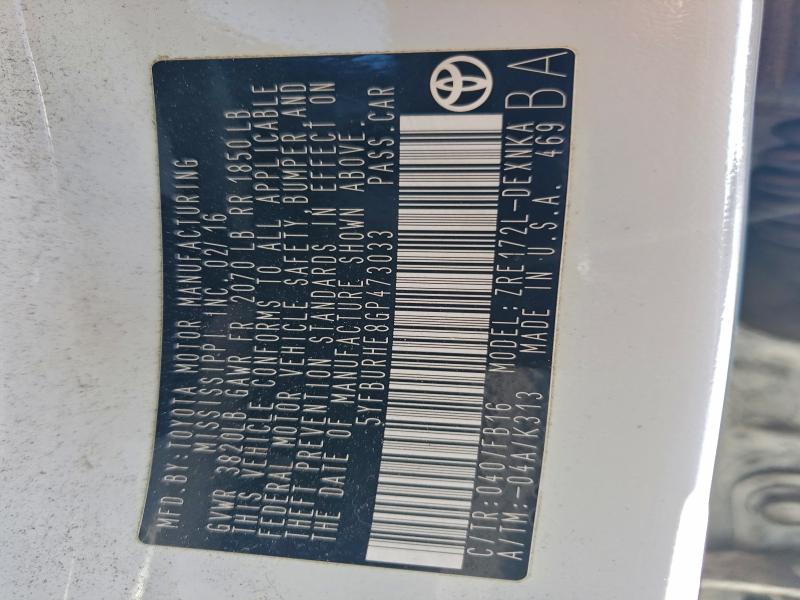 MFD.BY:TOYOTA MOTOR MANUFACTURING
MISSISSIPPI INC. 02/16
GVWR 3820LB GAWR FR 2070 LB RR 1850 LB
THIS VEHICLE CONFORMS TO ALL APPLICABLE
FEDERAL MOTOR VEHICLE SAFETY, BUMPER, AND
THEFT PREVENTION STANDARDS IN EFFECT ON
THE DATE OF MANUFACTURE SHOWN ABOVE.
5YFBURHE8GP473033 PASS.CAR
C/TR:040/FB16 MODEL:ZRE172L-DEXNKA
A/TM:-04A/K313 MADE IN U.S.A. 469
BA